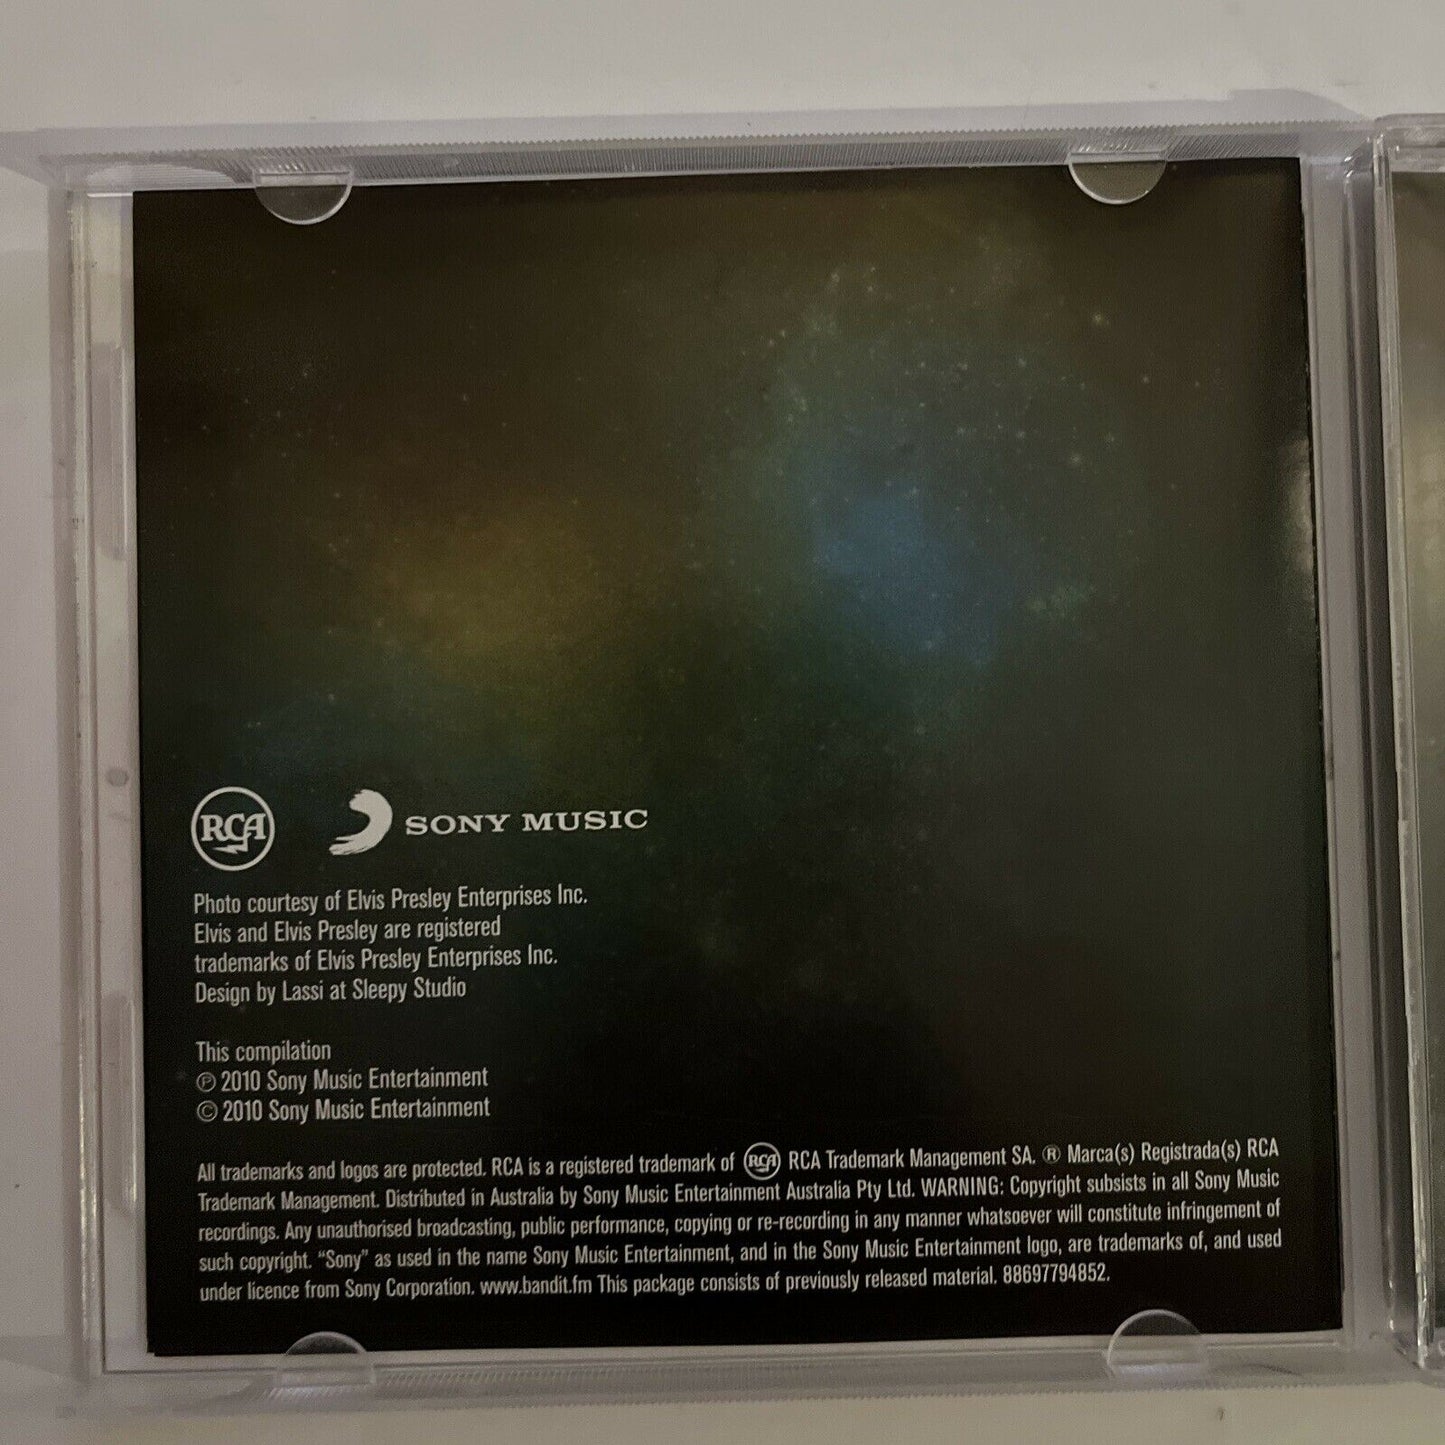 RCA SONY MUSIC
Photo courtesy of Elvis Presley Enterprises Inc.
Elvis and Elvis Presley are registered
trademarks of Elvis Presley Enterprises Inc.
Design by Lassi at Sleepy Studio
This compilation
℗ 2010 Sony Music Entertainment
© 2010 Sony Music Entertainment
All trademarks and logos are protected. RCA is a registered trademark of RCA RCA Trademark Management SA. ® Marca(s) Registrada(s) RCA
Trademark Management. Distributed in Australia by Sony Music Entertainment Australia Pty Ltd. WARNING: Copyright subsists in all Sony Music
recordings. Any unauthorised broadcasting, public performance, copying or re-recording in any manner whatsoever will constitute infringement of
such copyright. “Sony” as used in the name Sony Music Entertainment, and in the Sony Music Entertainment logo, are trademarks of, and used
under licence from Sony Corporation. www.bandit.fm This package consists of previously released material. 88697794852.